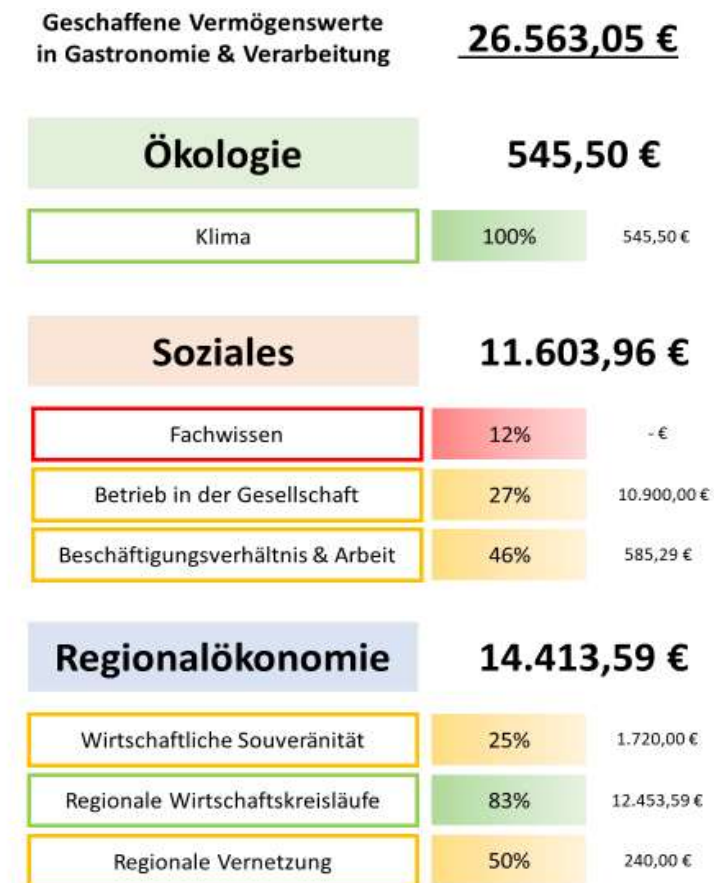 Geschaffene Vermögenswerte
in Gastronomie & Verarbeitung
26.563,05 €
Ökologie 545,50 €
Klima 100% 545,50 €
Soziales 11.603,96 €
Fachwissen 12% - €
Betrieb in der Gesellschaft 27% 10.900,00 €
Beschäftigungsverhältnis & Arbeit 46% 585,29 €
Regionalökonomie 14.413,59 €
Wirtschaftliche Souveränität 25% 1.720,00 €
Regionale Wirtschaftskreisläufe 83% 12.453,59 €
Regionale Vernetzung 50% 240,00 €